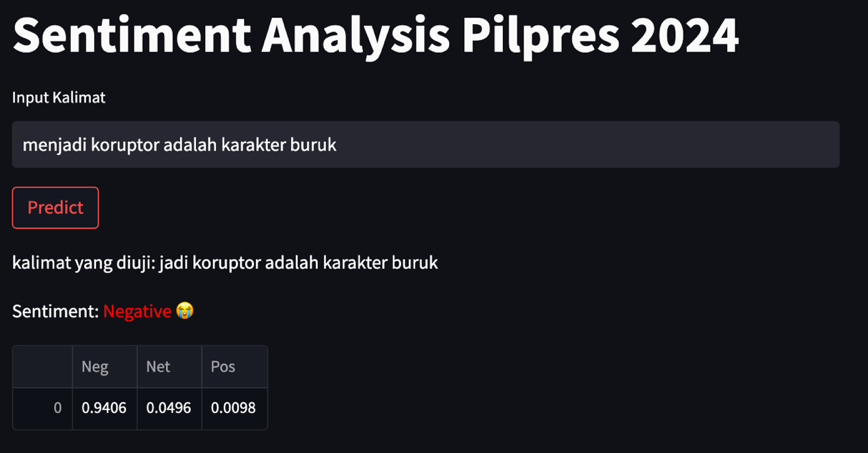 Sentiment Analysis Pilpres 2024
Input Kalimat
menjadi koruptor adalah karakter buruk
Predict
kalimat yang diuji: jadi koruptor adalah karakter buruk
Sentiment: Negative 😭
Neg Net Pos
0 0.9406 0.0496 0.0098